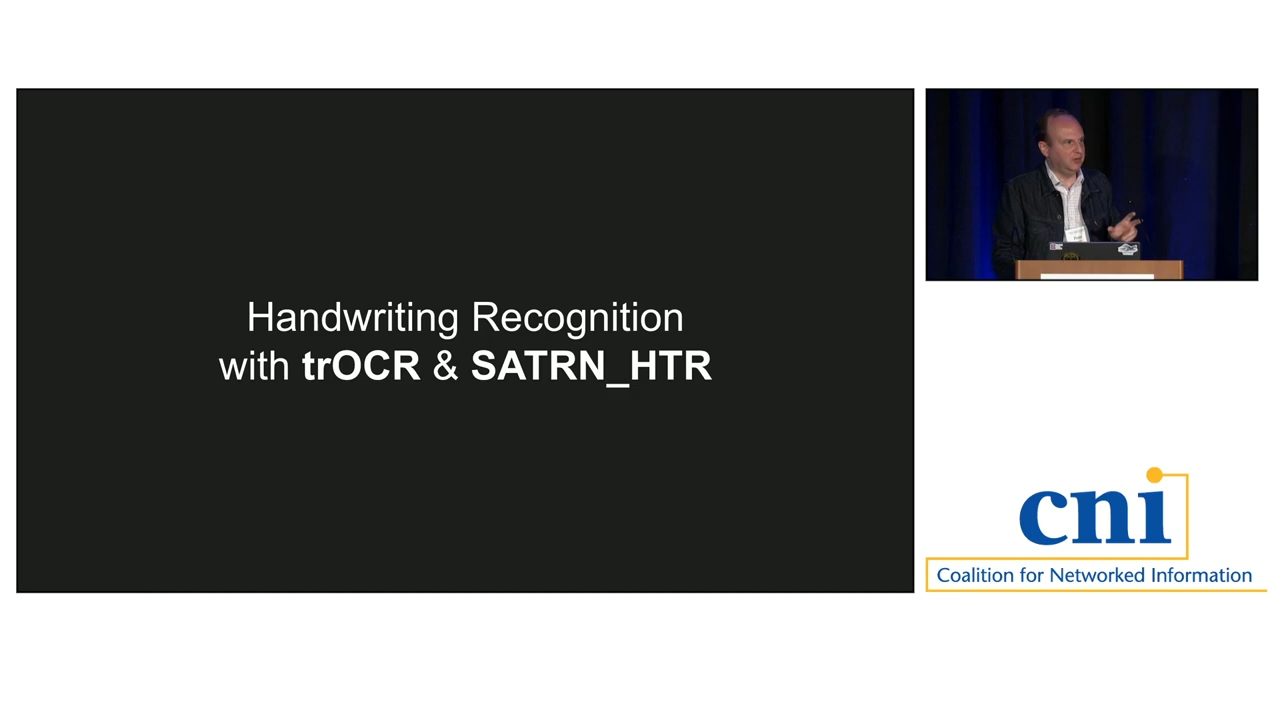 Handwriting Recognition
with trOCR & SATRN_HTR
cni
Coalition for Networked Information